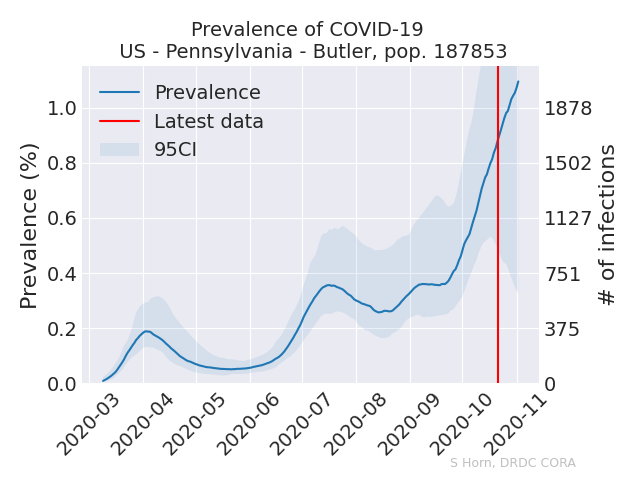 Prevalence of COVID-19
US - Pennsylvania - Butler, pop. 187853
Prevalence
Latest data
95CI
Prevalence (%)
1.0
0.8
0.6
0.4
0.2
0.0
1878
1502
1127
751
375
0
# of infections
2020-03
2020-04
2020-05
2020-06
2020-07
2020-08
2020-09
2020-10
2020-11
S Horn, DRDC CORA